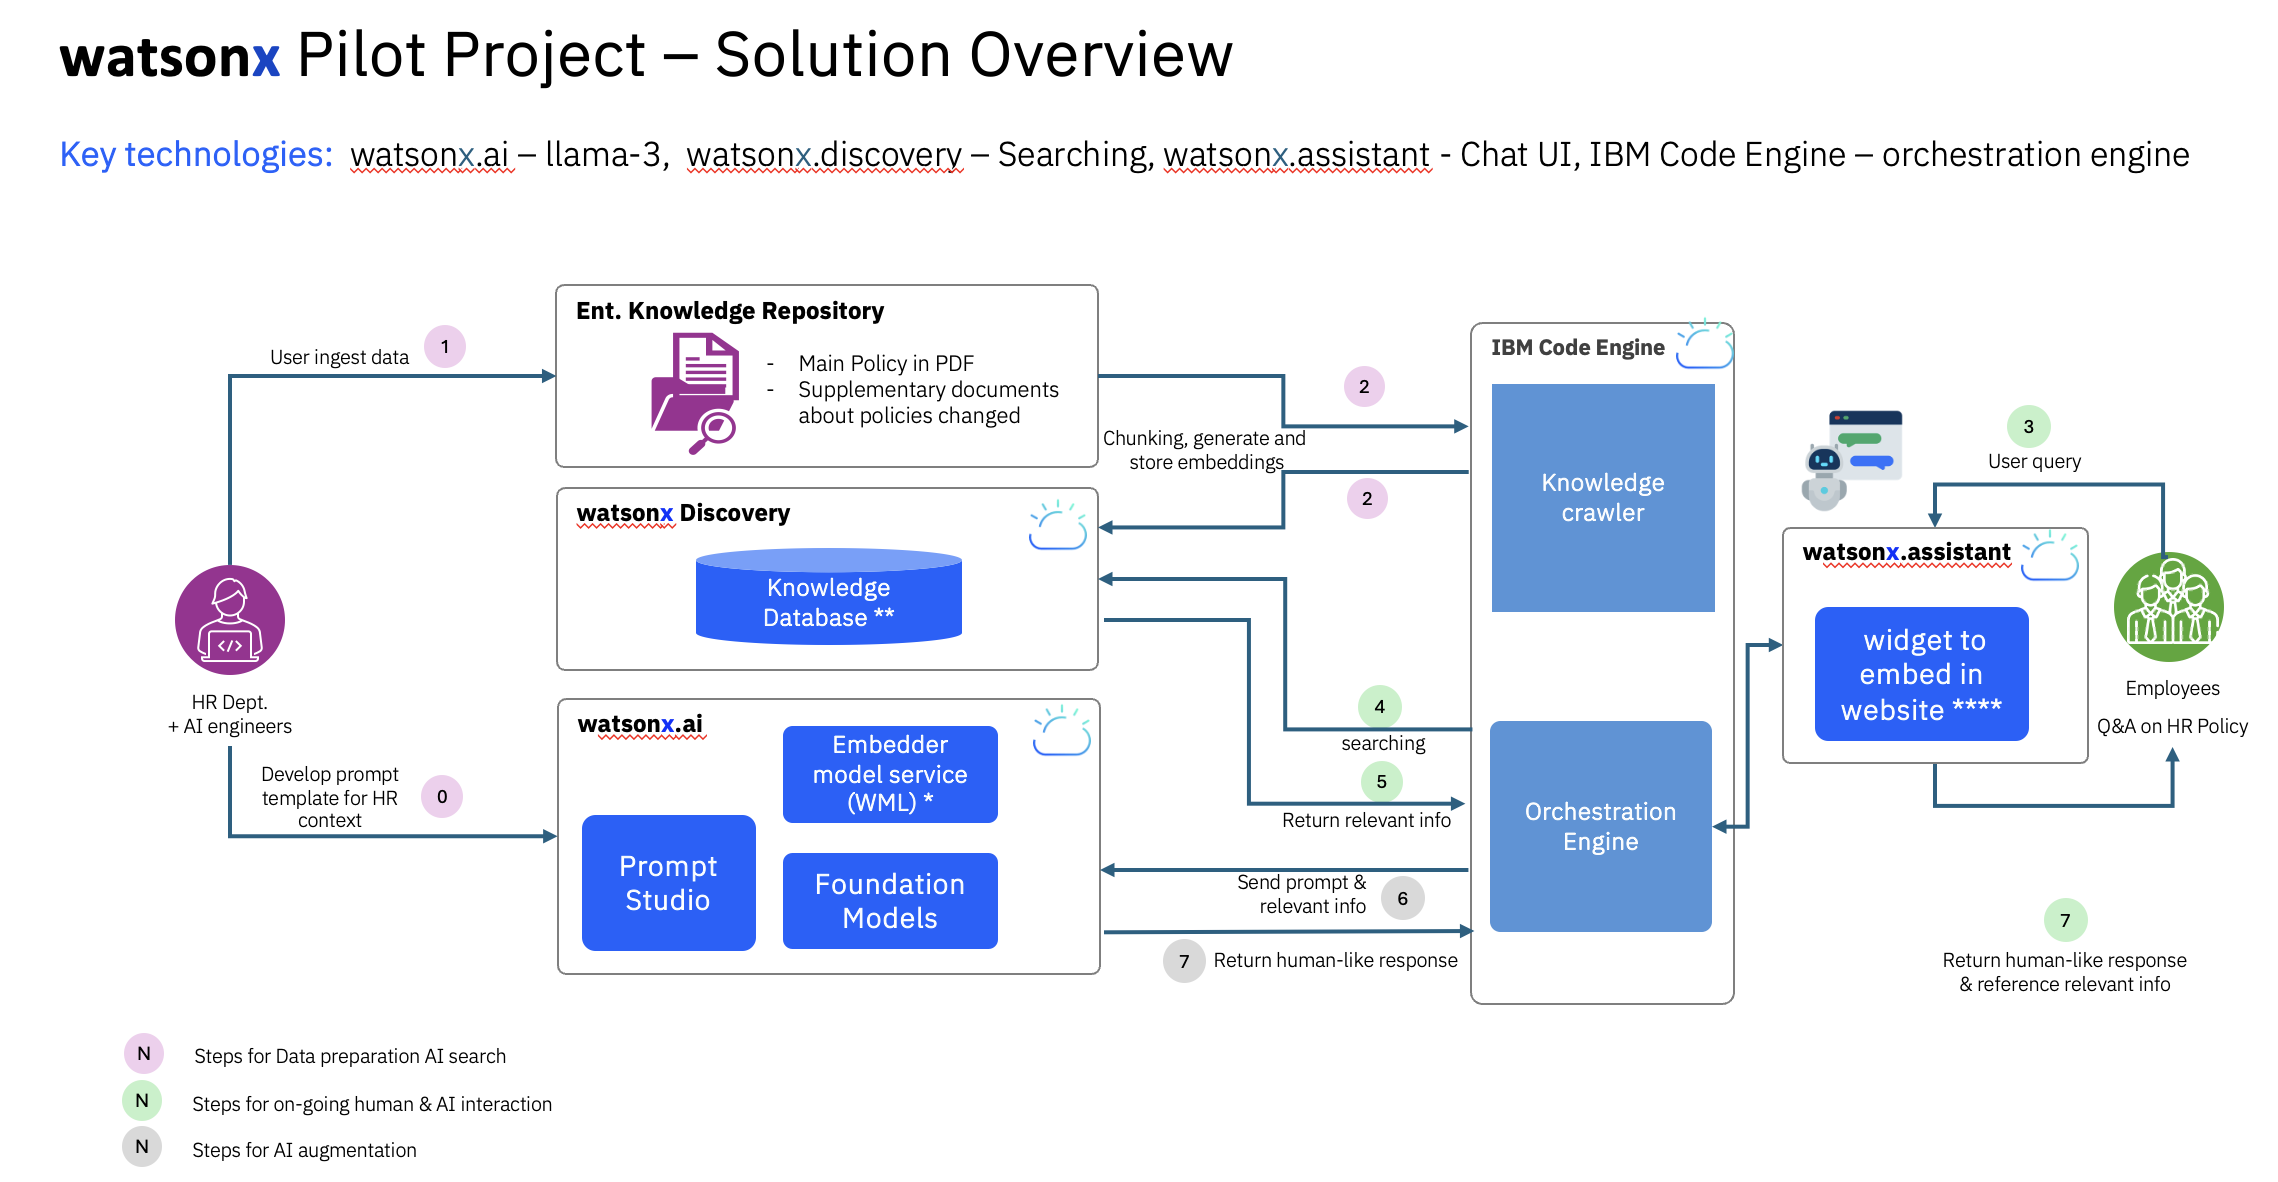 watsonx Pilot Project – Solution Overview
Key technologies: watsonx.ai – llama-3, watsonx.discovery – Searching, watsonx.assistant - Chat UI, IBM Code Engine – orchestration engine
User ingest data
1
HR Dept.
+ AI engineers
Develop prompt
template for HR
context
0
Ent. Knowledge Repository
- Main Policy in PDF
- Supplementary documents
about policies changed
watsonx Discovery
Knowledge
Database **
watsonx.ai
Embedder
model service
(WML) *
Prompt
Studio
Foundation
Models
2
Chunking, generate and
store embeddings
2
4
searching
5
Return relevant info
Send prompt &
relevant info
6
7
Return human-like response
IBM Code Engine
Knowledge
crawler
Orchestration
Engine
3
User query
watsonx.assistant
widget to
embed in
website ****
Employees
Q&A on HR Policy
7
Return human-like response
& reference relevant info
N Steps for Data preparation AI search
N Steps for on-going human & AI interaction
N Steps for AI augmentation